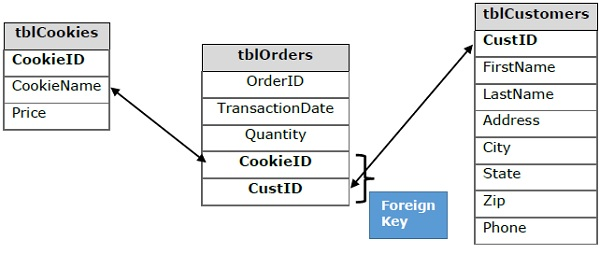 tblCookies
CookieID
CookieName
Price
tblOrders
OrderID
TransactionDate
Quantity
CookieID
CustID
Foreign
Key
tblCustomers
CustID
FirstName
LastName
Address
City
State
Zip
Phone